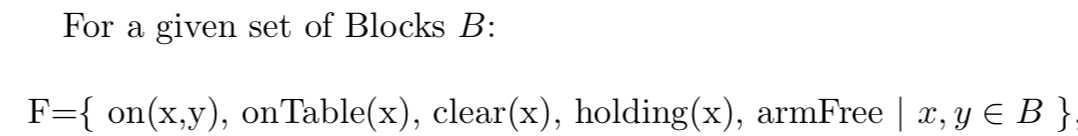 For a given set of Blocks B:
F={ on(x,y), onTable(x), clear(x), holding(x), armFree | x, y ∈ B },